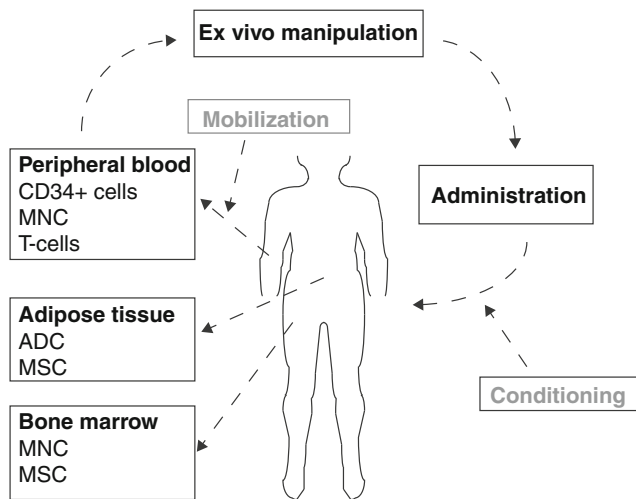 Ex vivo manipulation
Mobilization
Peripheral blood
CD34+ cells
MNC
T-cells
Administration
Adipose tissue
ADC
MSC
Conditioning
Bone marrow
MNC
MSC